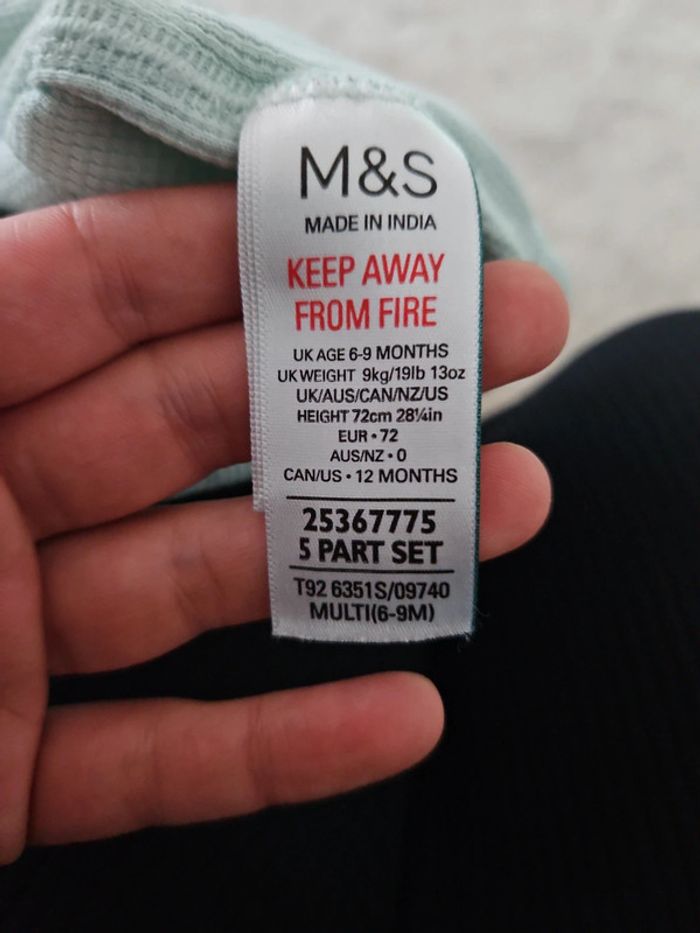 M&S
MADE IN INDIA
KEEP AWAY
FROM FIRE
UK AGE 6-9 MONTHS
UK WEIGHT 9kg/19lb 13oz
UK/AUS/CAN/NZ/US
HEIGHT 72cm 28¼in
EUR • 72
AUS/NZ • 0
CAN/US • 12 MONTHS
25367775
5 PART SET
T92 6351S/09740
MULTI(6-9M)